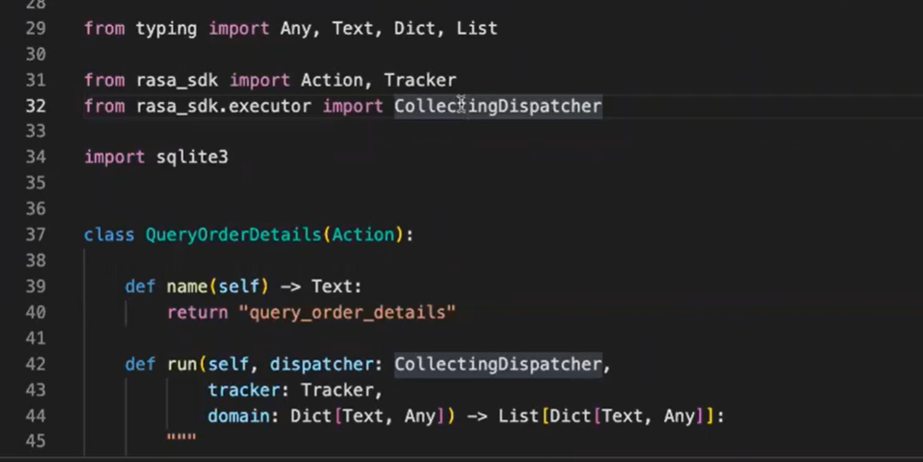 28
29 from typing import Any, Text, Dict, List
30
31 from rasa_sdk import Action, Tracker
32 from rasa_sdk.executor import CollectingDispatcher
33
34 import sqlite3
35
36
37 class QueryOrderDetails(Action):
38
39     def name(self) -> Text:
40         return "query_order_details"
41
42     def run(self, dispatcher: CollectingDispatcher,
43             tracker: Tracker,
44             domain: Dict[Text, Any]) -> List[Dict[Text, Any]]:
45         """